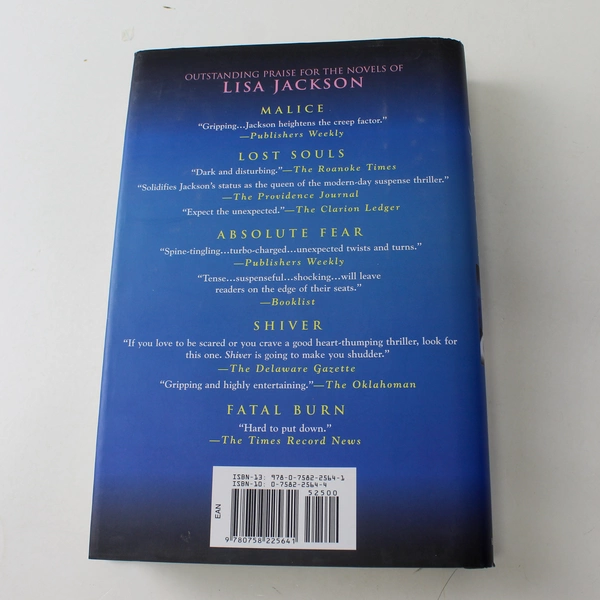 OUTSTANDING PRAISE FOR THE NOVELS OF
LISA JACKSON
MALICE
“Gripping...Jackson heightens the creep factor.”
—Publishers Weekly
LOST SOULS
“Dark and disturbing.”—The Roanoke Times
“Solidifies Jackson's status as the queen of the modern-day suspense thriller.”
—The Providence Journal
“Expect the unexpected.”—The Clarion Ledger
ABSOLUTE FEAR
“Spine-tingling...turbo-charged...unexpected twists and turns.”
—Publishers Weekly
“Tense...suspenseful...shocking...will leave
readers on the edge of their seats.”
—Booklist
SHIVER
“If you love to be scared or you crave a good heart-thumping thriller, look for
this one. Shiver is going to make you shudder.”
—The Delaware Gazette
“Gripping and highly entertaining.”—The Oklahoman
FATAL BURN
“Hard to put down.”
—The Times Record News
ISBN-13: 978-0-7582-2564-1
ISBN-10: 0-7582-2564-4
52500
EAN
9 780758 225641